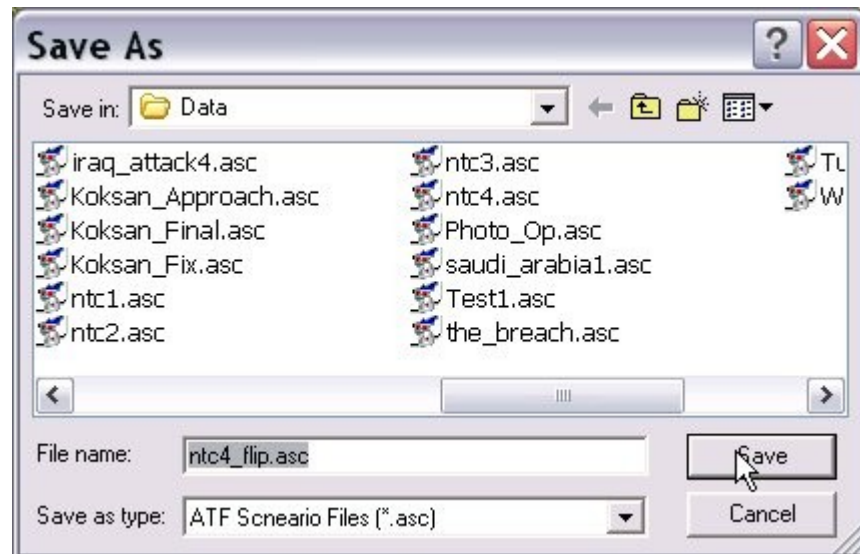 Save As
Save in: Data
iraq_attack4.asc
Koksan_Approach.asc
Koksan_Final.asc
Koksan_Fix.asc
ntc1.asc
ntc2.asc
ntc3.asc
ntc4.asc
Photo_Op.asc
saudi_arabia1.asc
Test1.asc
the_breach.asc
File name: ntc4_flip.asc Save
Save as type: ATF Scneario Files (*.asc) Cancel